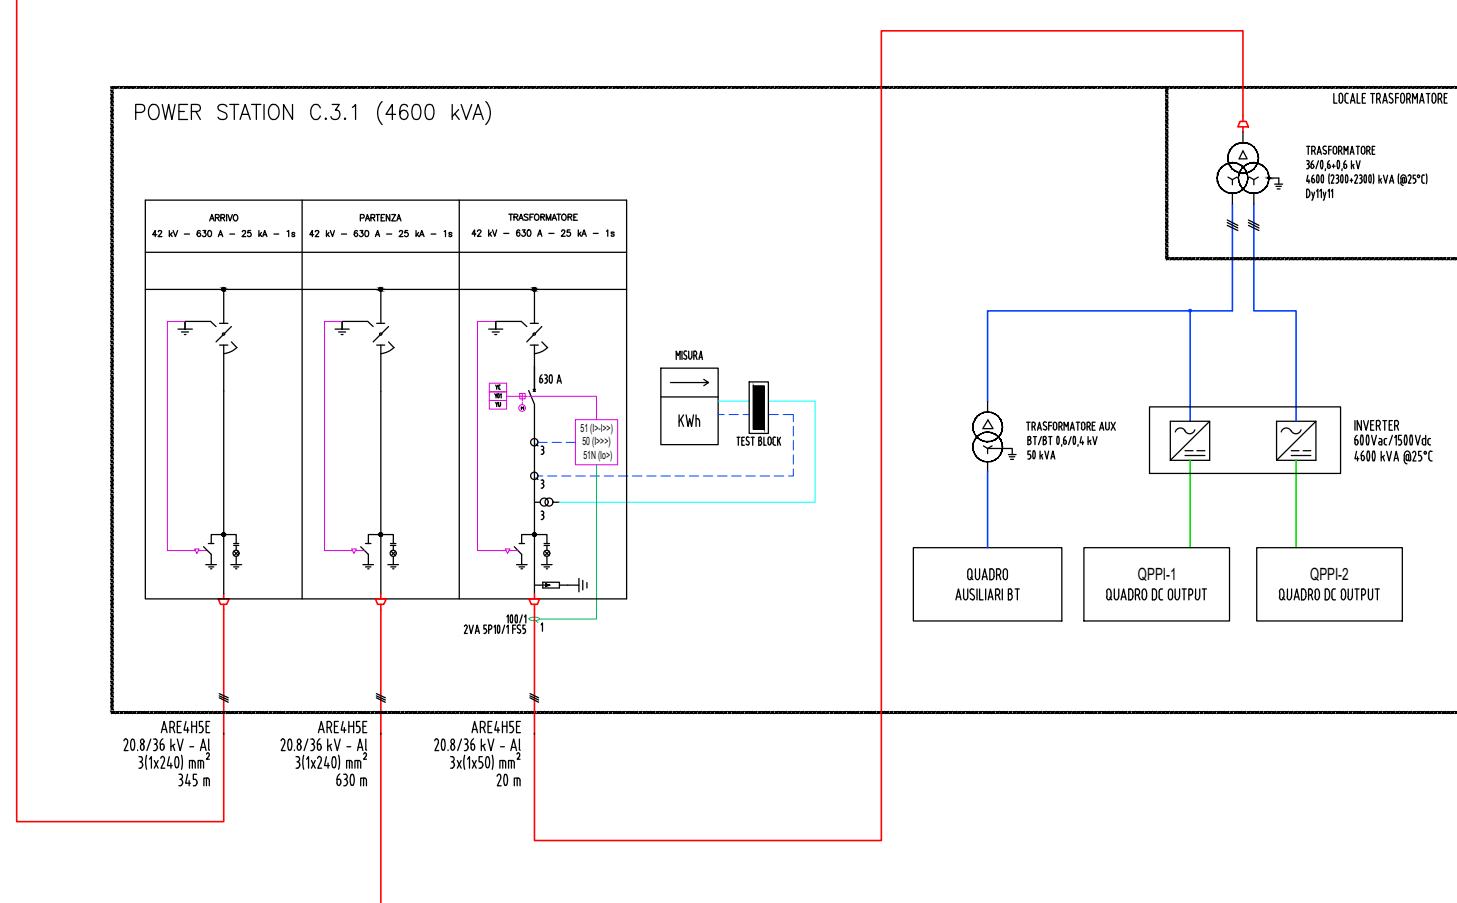 POWER STATION C.3.1 (4600 kVA)
LOCALE TRASFORMATORE
TRASFORMATORE
36/0,6+0,6 kV
4600 (2300+2300) kVA (@25°C)
Dy11y11
ARRIVO
42 kV - 630 A - 25 kA - 1s
PARTENZA
42 kV - 630 A - 25 kA - 1s
TRASFORMATORE
42 kV - 630 A - 25 kA - 1s
630 A
YC
YO1
YU
M
51 (I>-I>>)
50 (I>>>)
51N (Io>)
3
3
3
MISURA
KWh
TEST BLOCK
TRASFORMATORE AUX
BT/BT 0,6/0,4 kV
50 kVA
INVERTER
600Vac/1500Vdc
4600 kVA @25°C
QUADRO
AUSILIARI BT
QPPI-1
QUADRO DC OUTPUT
QPPI-2
QUADRO DC OUTPUT
100/1
2VA 5P10/1 FS5
1
ARE4H5E
20.8/36 kV - Al
3(1x240) mm²
345 m
ARE4H5E
20.8/36 kV - Al
3(1x240) mm²
630 m
ARE4H5E
20.8/36 kV - Al
3x(1x50) mm²
20 m